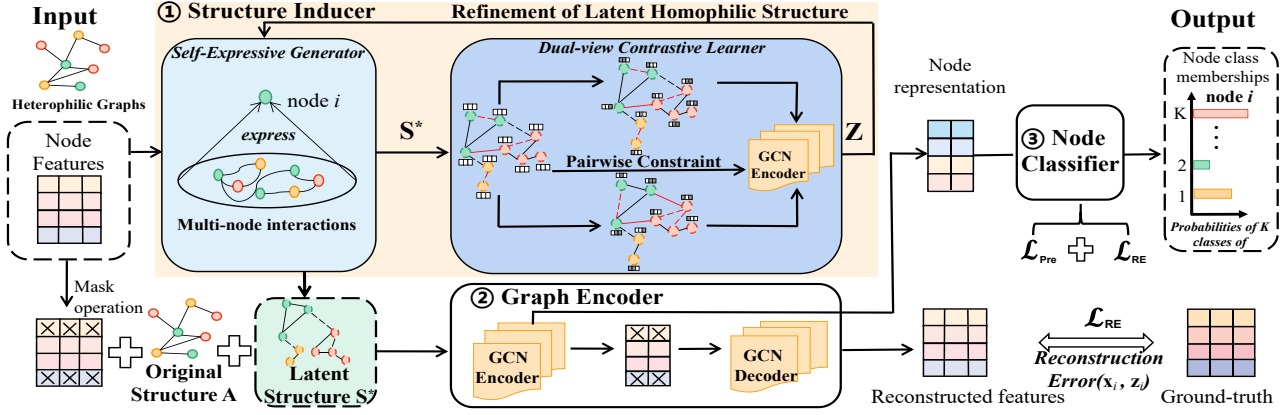 Input
Heterophilic Graphs
Node
Features
Mask
operation
① Structure Inducer
Refinement of Latent Homophilic Structure
Self-Expressive Generator
node i
express
Multi-node interactions
S*
Dual-view Contrastive Learner
Pairwise Constraint
GCN
Encoder
Z
Original
Structure A
Latent
Structure S*
② Graph Encoder
GCN
Encoder
GCN
Decoder
Node
representation
③ Node
Classifier
ℒPre
ℒRE
Output
Node class
memberships
node i
K
2
1
Probabilities of K
classes of
Reconstructed features
ℒRE
Reconstruction
Error(xi , zi)
Ground-truth